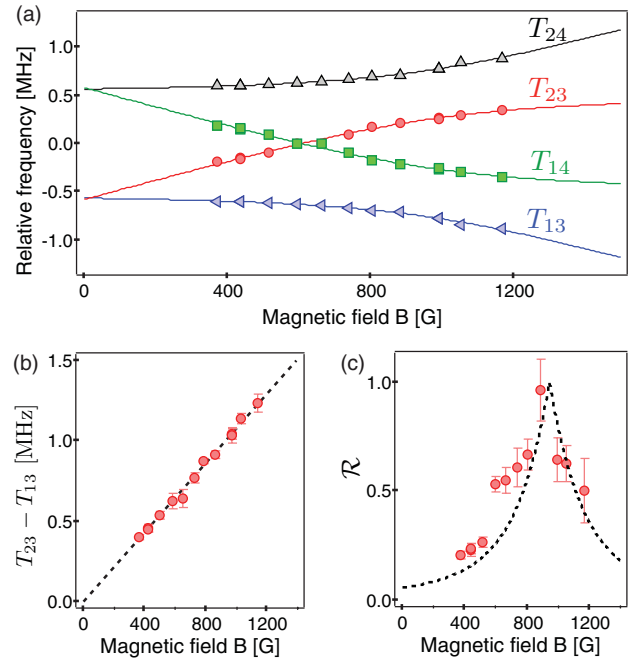 (a)
Relative frequency [MHz]
1.0
0.5
0.0
-0.5
-1.0
T₂₄
T₂₃
T₁₄
T₁₃
0 400 800 1200
Magnetic field B [G]
(b)
T₂₃ − T₁₃ [MHz]
1.5
1.0
0.5
0.0
0 400 800 1200
Magnetic field B [G]
(c)
ℛ
1.0
0.5
0.0
0 400 800 1200
Magnetic field B [G]